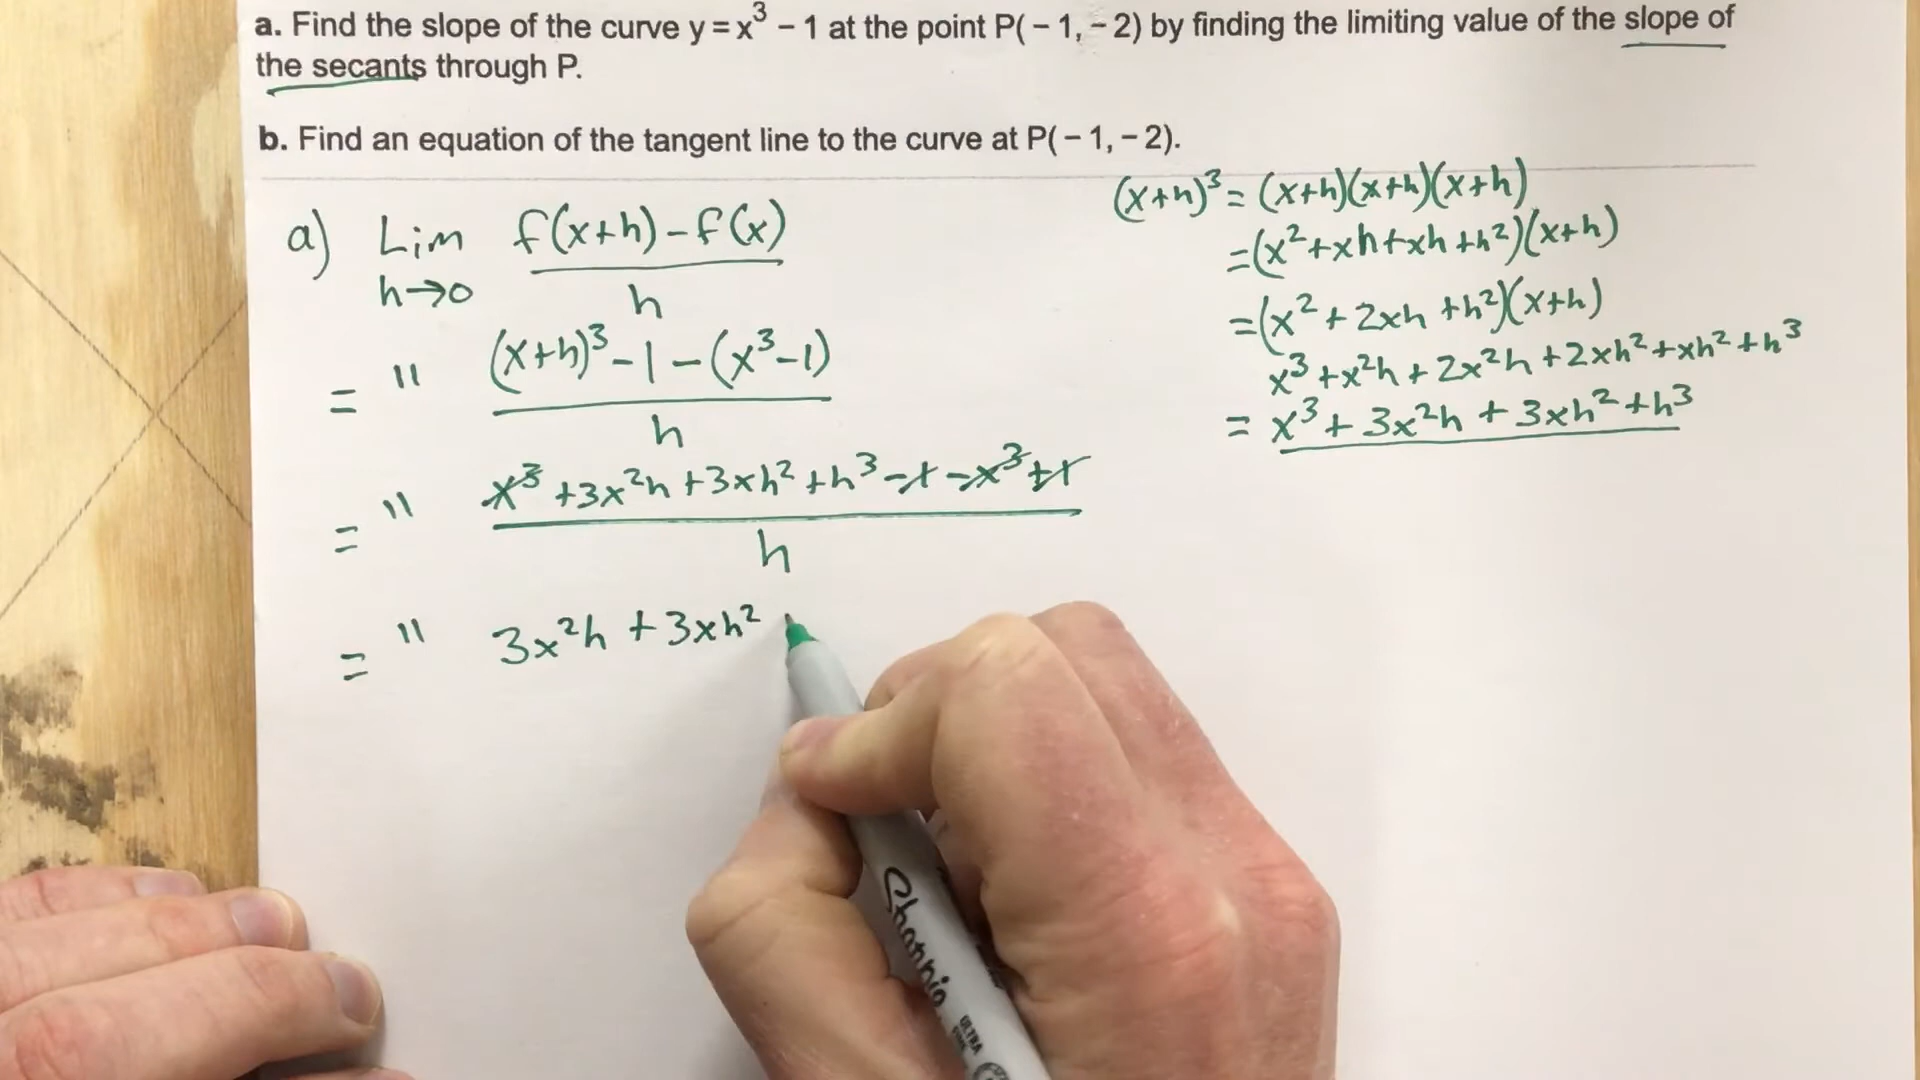 a. Find the slope of the curve y = x³ − 1 at the point P( − 1, − 2) by finding the limiting value of the slope of
the secants through P.
b. Find an equation of the tangent line to the curve at P( − 1, − 2).
a) Lim f(x+h) - f(x)
h→0 h
= " (x+h)³ - 1 - (x³-1)
h
= " x³ + 3x²h + 3xh² + h³ - 1 - x³ + 1
h
= " 3x²h + 3xh²
(x+h)³ = (x+h)(x+h)(x+h)
= (x² + xh + xh + h²)(x+h)
= (x² + 2xh + h²)(x+h)
x³ + x²h + 2x²h + 2xh² + xh² + h³
= x³ + 3x²h + 3xh² + h³
Sharpie
ULTRA